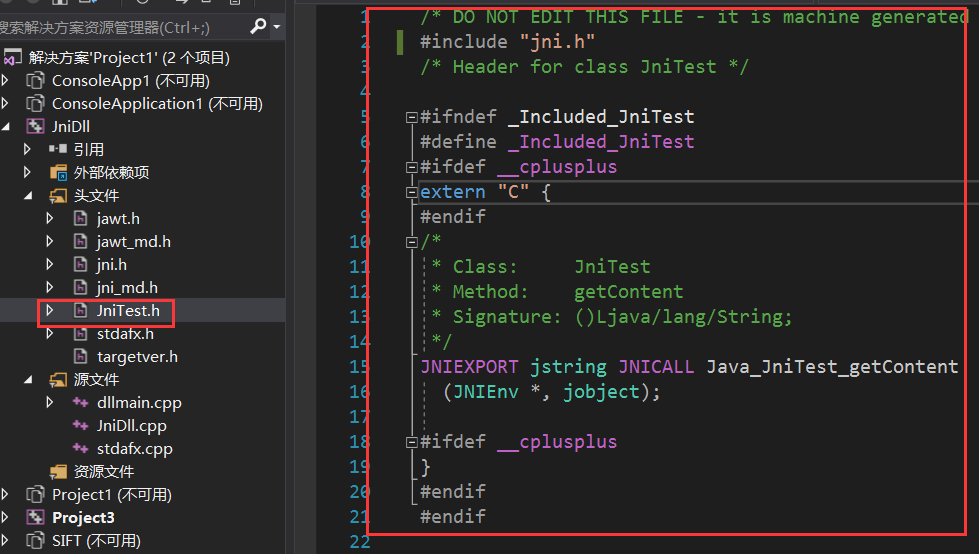 搜索解决方案资源管理器(Ctrl+;)
解决方案'Project1' (2 个项目)
ConsoleApp1 (不可用)
ConsoleApplication1 (不可用)
JniDll
引用
外部依赖项
头文件
jawt.h
jawt_md.h
jni.h
jni_md.h
JniTest.h
stdafx.h
targetver.h
源文件
dllmain.cpp
JniDll.cpp
stdafx.cpp
资源文件
Project1 (不可用)
Project3
SIFT (不可用)
1 /* DO NOT EDIT THIS FILE - it is machine generated
2 #include "jni.h"
3 /* Header for class JniTest */
4
5 #ifndef _Included_JniTest
6 #define _Included_JniTest
7 #ifdef __cplusplus
8 extern "C" {
9 #endif
10 /*
11 * Class: JniTest
12 * Method: getContent
13 * Signature: ()Ljava/lang/String;
14 */
15 JNIEXPORT jstring JNICALL Java_JniTest_getContent
16 (JNIEnv *, jobject);
17
18 #ifdef __cplusplus
19 }
20 #endif
21 #endif
22